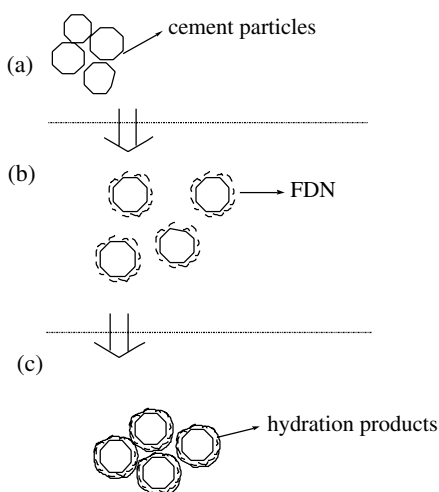 cement particles
(a)
(b)
FDN
(c)
hydration products